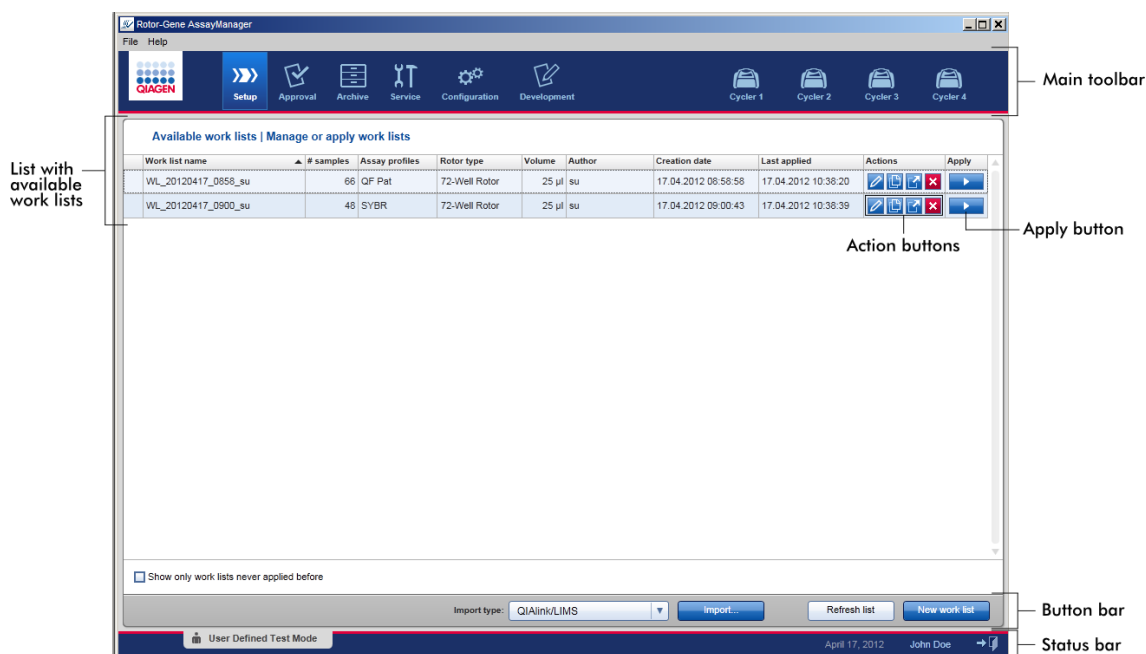 Rotor-Gene AssayManager
File Help
QIAGEN
Setup Approval Archive Service Configuration Development Cycler 1 Cycler 2 Cycler 3 Cycler 4
Main toolbar
Available work lists | Manage or apply work lists
List with
available
work lists
Work list name # samples Assay profiles Rotor type Volume Author Creation date Last applied Actions Apply
WL_20120417_0858_su 66 QF Pat 72-Well Rotor 25 µl su 17.04.2012 08:58:58 17.04.2012 10:38:20
WL_20120417_0900_su 48 SYBR 72-Well Rotor 25 µl su 17.04.2012 09:00:43 17.04.2012 10:38:39
Apply button
Action buttons
Show only work lists never applied before
Import type: QIAlink/LIMS Import... Refresh list New work list
Button bar
User Defined Test Mode April 17, 2012 John Doe
Status bar